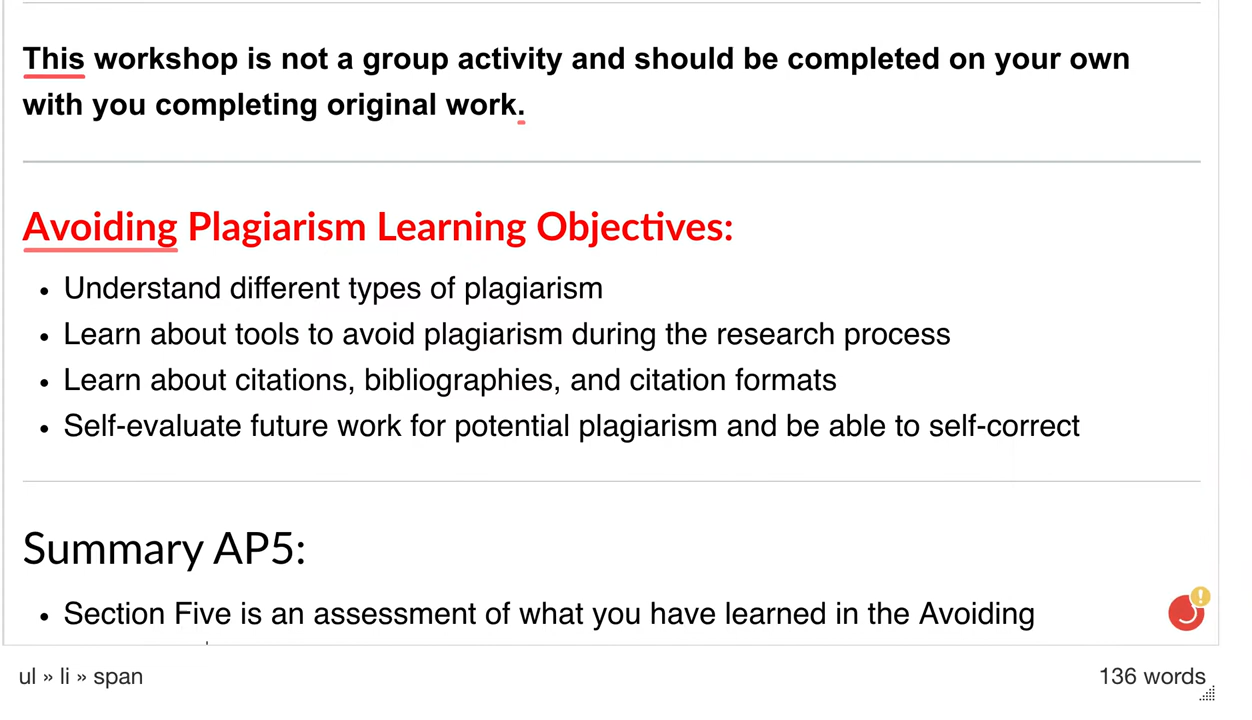 This workshop is not a group activity and should be completed on your own
with you completing original work.
Avoiding Plagiarism Learning Objectives:
• Understand different types of plagiarism
• Learn about tools to avoid plagiarism during the research process
• Learn about citations, bibliographies, and citation formats
• Self-evaluate future work for potential plagiarism and be able to self-correct
Summary AP5:
• Section Five is an assessment of what you have learned in the Avoiding
ul » li » span
136 words